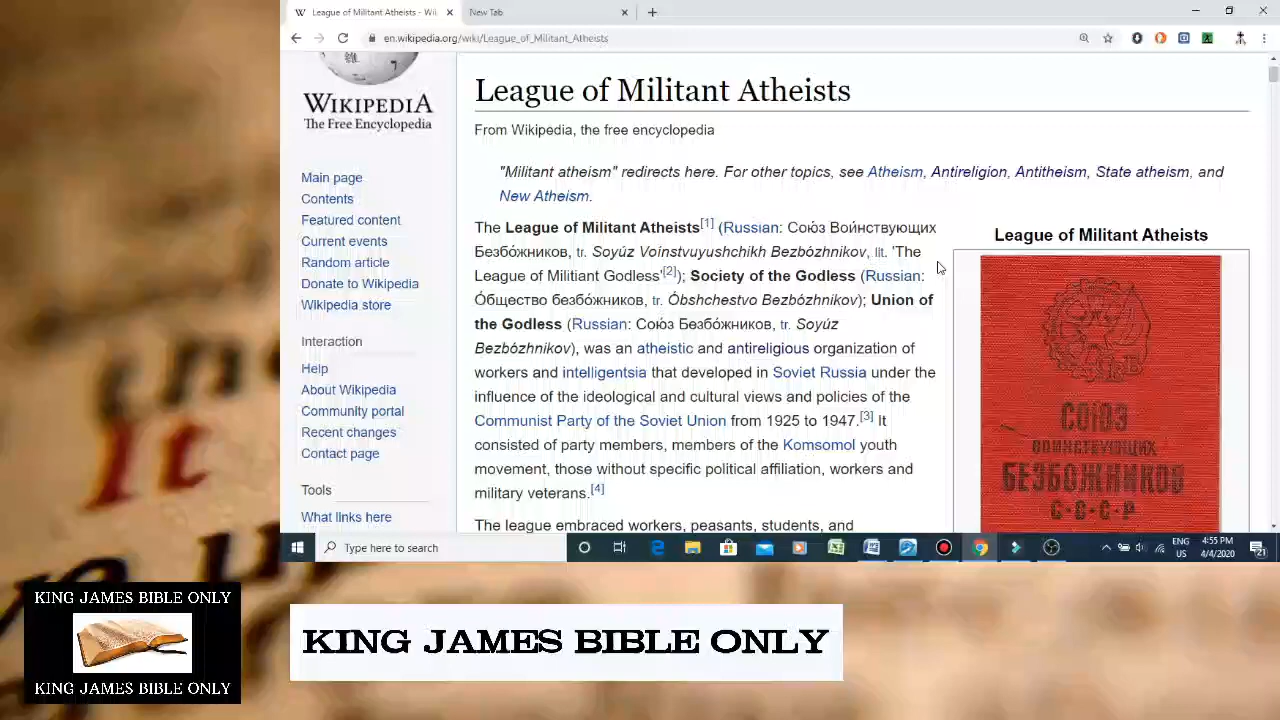 League of Militant Atheists - Wi
New Tab
en.wikipedia.org/wiki/League_of_Militant_Atheists
WIKIPEDIA
The Free Encyclopedia
Main page
Contents
Featured content
Current events
Random article
Donate to Wikipedia
Wikipedia store
Interaction
Help
About Wikipedia
Community portal
Recent changes
Contact page
Tools
What links here
League of Militant Atheists
From Wikipedia, the free encyclopedia
"Militant atheism" redirects here. For other topics, see Atheism, Antireligion, Antitheism, State atheism, and
New Atheism.
The League of Militant Atheists[1] (Russian: Сою́з Вои́нствующих
Безбо́жников, tr. Soyúz Voínstvuyushchikh Bezbózhnikov, lit. 'The
League of Militiant Godless'[2]); Society of the Godless (Russian:
О́бщество безбо́жников, tr. Óbshchestvo Bezbózhnikov); Union of
the Godless (Russian: Сою́з Безбо́жников, tr. Soyúz
Bezbózhnikov), was an atheistic and antireligious organization of
workers and intelligentsia that developed in Soviet Russia under the
influence of the ideological and cultural views and policies of the
Communist Party of the Soviet Union from 1925 to 1947.[3] It
consisted of party members, members of the Komsomol youth
movement, those without specific political affiliation, workers and
military veterans.[4]
The league embraced workers, peasants, students, and
League of Militant Atheists
СОЮЗ
ВОИНСТВУЮЩИХ
БЕЗБОЖНИКОВ
С·С·С·Р
Type here to search
ENG
US
4:55 PM
4/4/2020
21
It
KING JAMES BIBLE ONLY
KING JAMES BIBLE ONLY
KING JAMES BIBLE ONLY